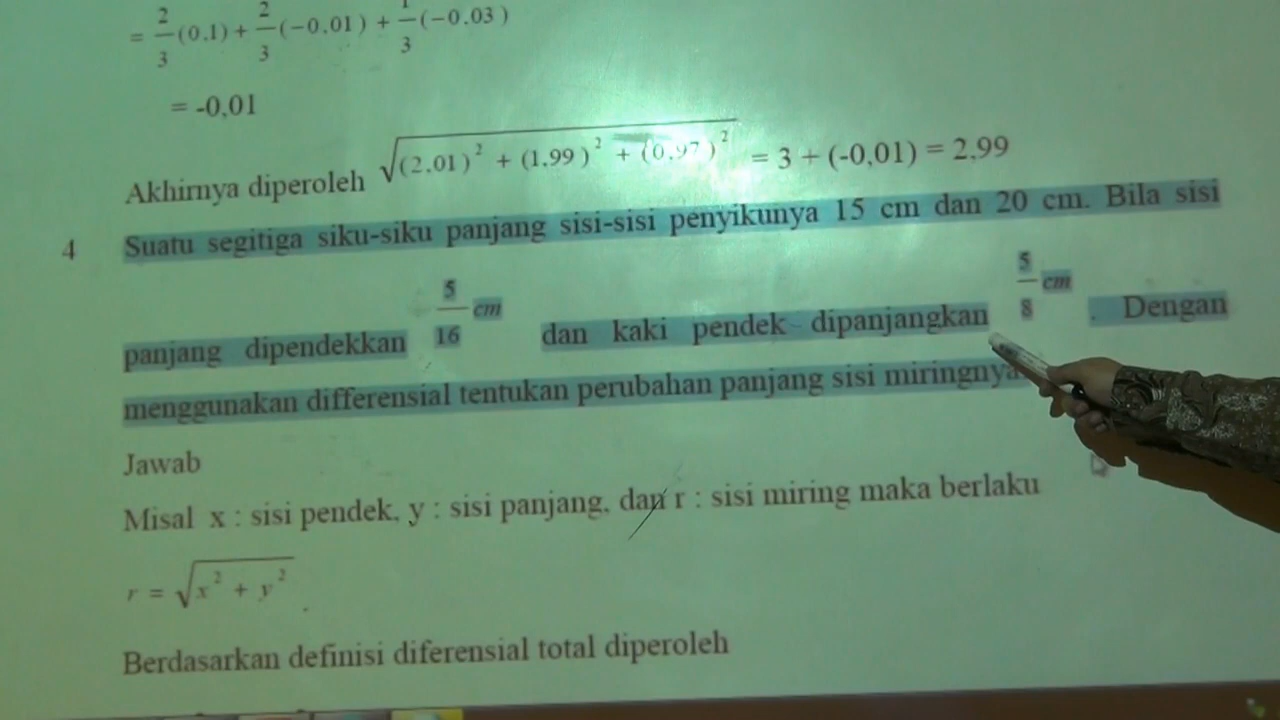 = 2/3 (0.1) + 2/3 (-0.01) + 1/3 (-0.03)
= -0,01
Akhirnya diperoleh √((2.01)² + (1.99)² + (0.97)²) = 3 + (-0,01) = 2.99
4 Suatu segitiga siku-siku panjang sisi-sisi penyikunya 15 cm dan 20 cm. Bila sisi
panjang dipendekkan 5/16 cm dan kaki pendek dipanjangkan 5/8 cm . Dengan
menggunakan differensial tentukan perubahan panjang sisi miringnya
Jawab
Misal x : sisi pendek, y : sisi panjang, dan r : sisi miring maka berlaku
r = √(x² + y²) .
Berdasarkan definisi diferensial total diperoleh